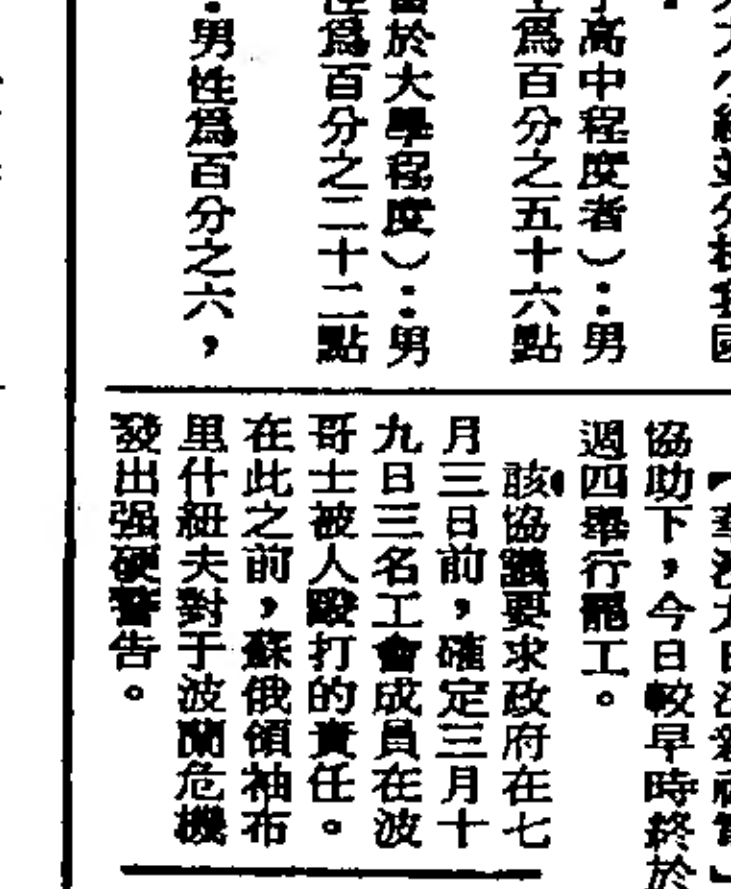 高中程度者）：男
爲百分之五十六點
於大學程度）：男
性爲百分之二十二點
：男性爲百分之六，
協助下，今日較早時終於
週四舉行罷工。
該協議要求政府在七
月三日前，確定三月十
九日三名工會成員在波
哥士被人毆打的責任。
在此之前，蘇俄領袖布
里什紐夫對于波蘭危機
發出强硬警告。